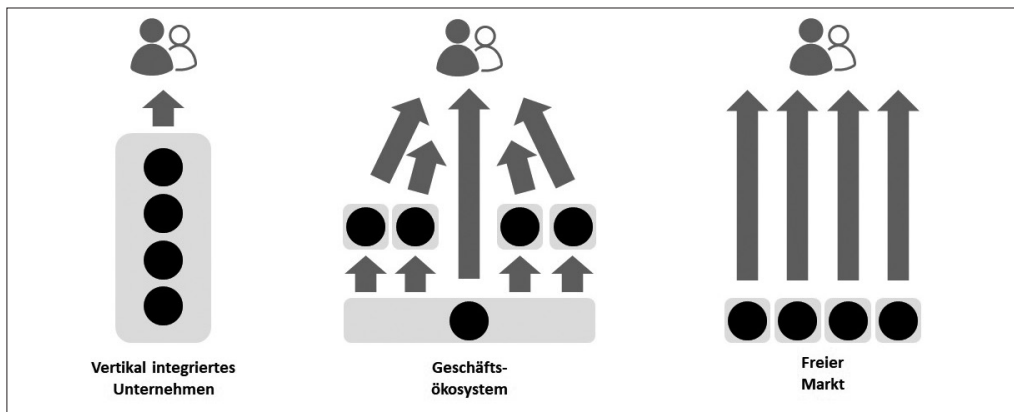 Vertikal integriertes
Unternehmen
Geschäfts-
ökosystem
Freier
Markt